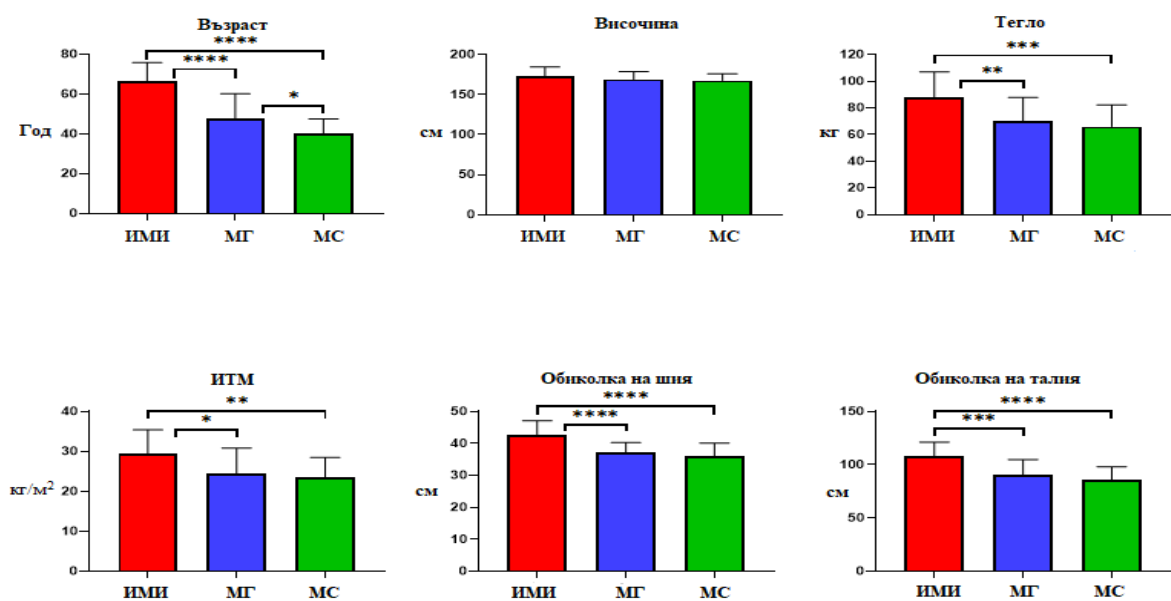 Възраст
****
****
*
80
60
40
20
0
Год
ИМИ МГ МС
Височина
200
150
100
50
0
см
ИМИ МГ МС
Тегло
***
**
120
100
80
60
40
20
0
кг
ИМИ МГ МС
ИТМ
**
*
40
30
20
10
0
кг/м²
ИМИ МГ МС
Обиколка на шия
****
****
50
40
30
20
10
0
см
ИМИ МГ МС
Обиколка на талия
****
***
150
100
50
0
см
ИМИ МГ МС